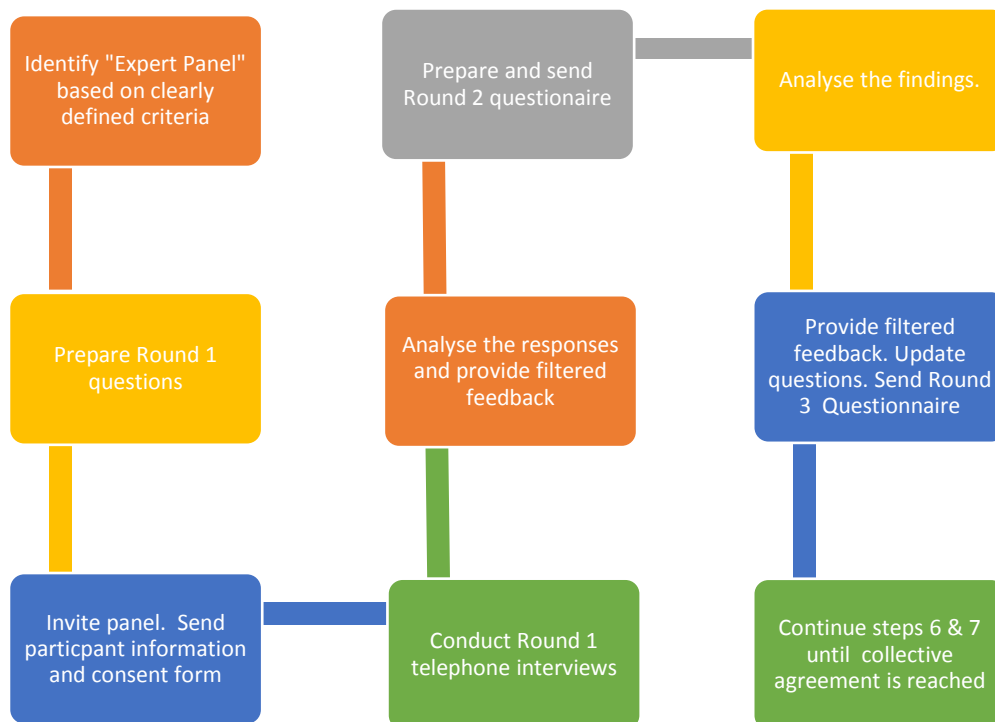 Identify "Expert Panel"
based on clearly
defined criteria
Prepare Round 1
questions
Invite panel. Send
particpant information
and consent form
Conduct Round 1
telephone interviews
Analyse the responses
and provide filtered
feedback
Prepare and send
Round 2 questionaire
Analyse the findings.
Provide filtered
feedback. Update
questions. Send Round
3 Questionnaire
Continue steps 6 & 7
until collective
agreement is reached